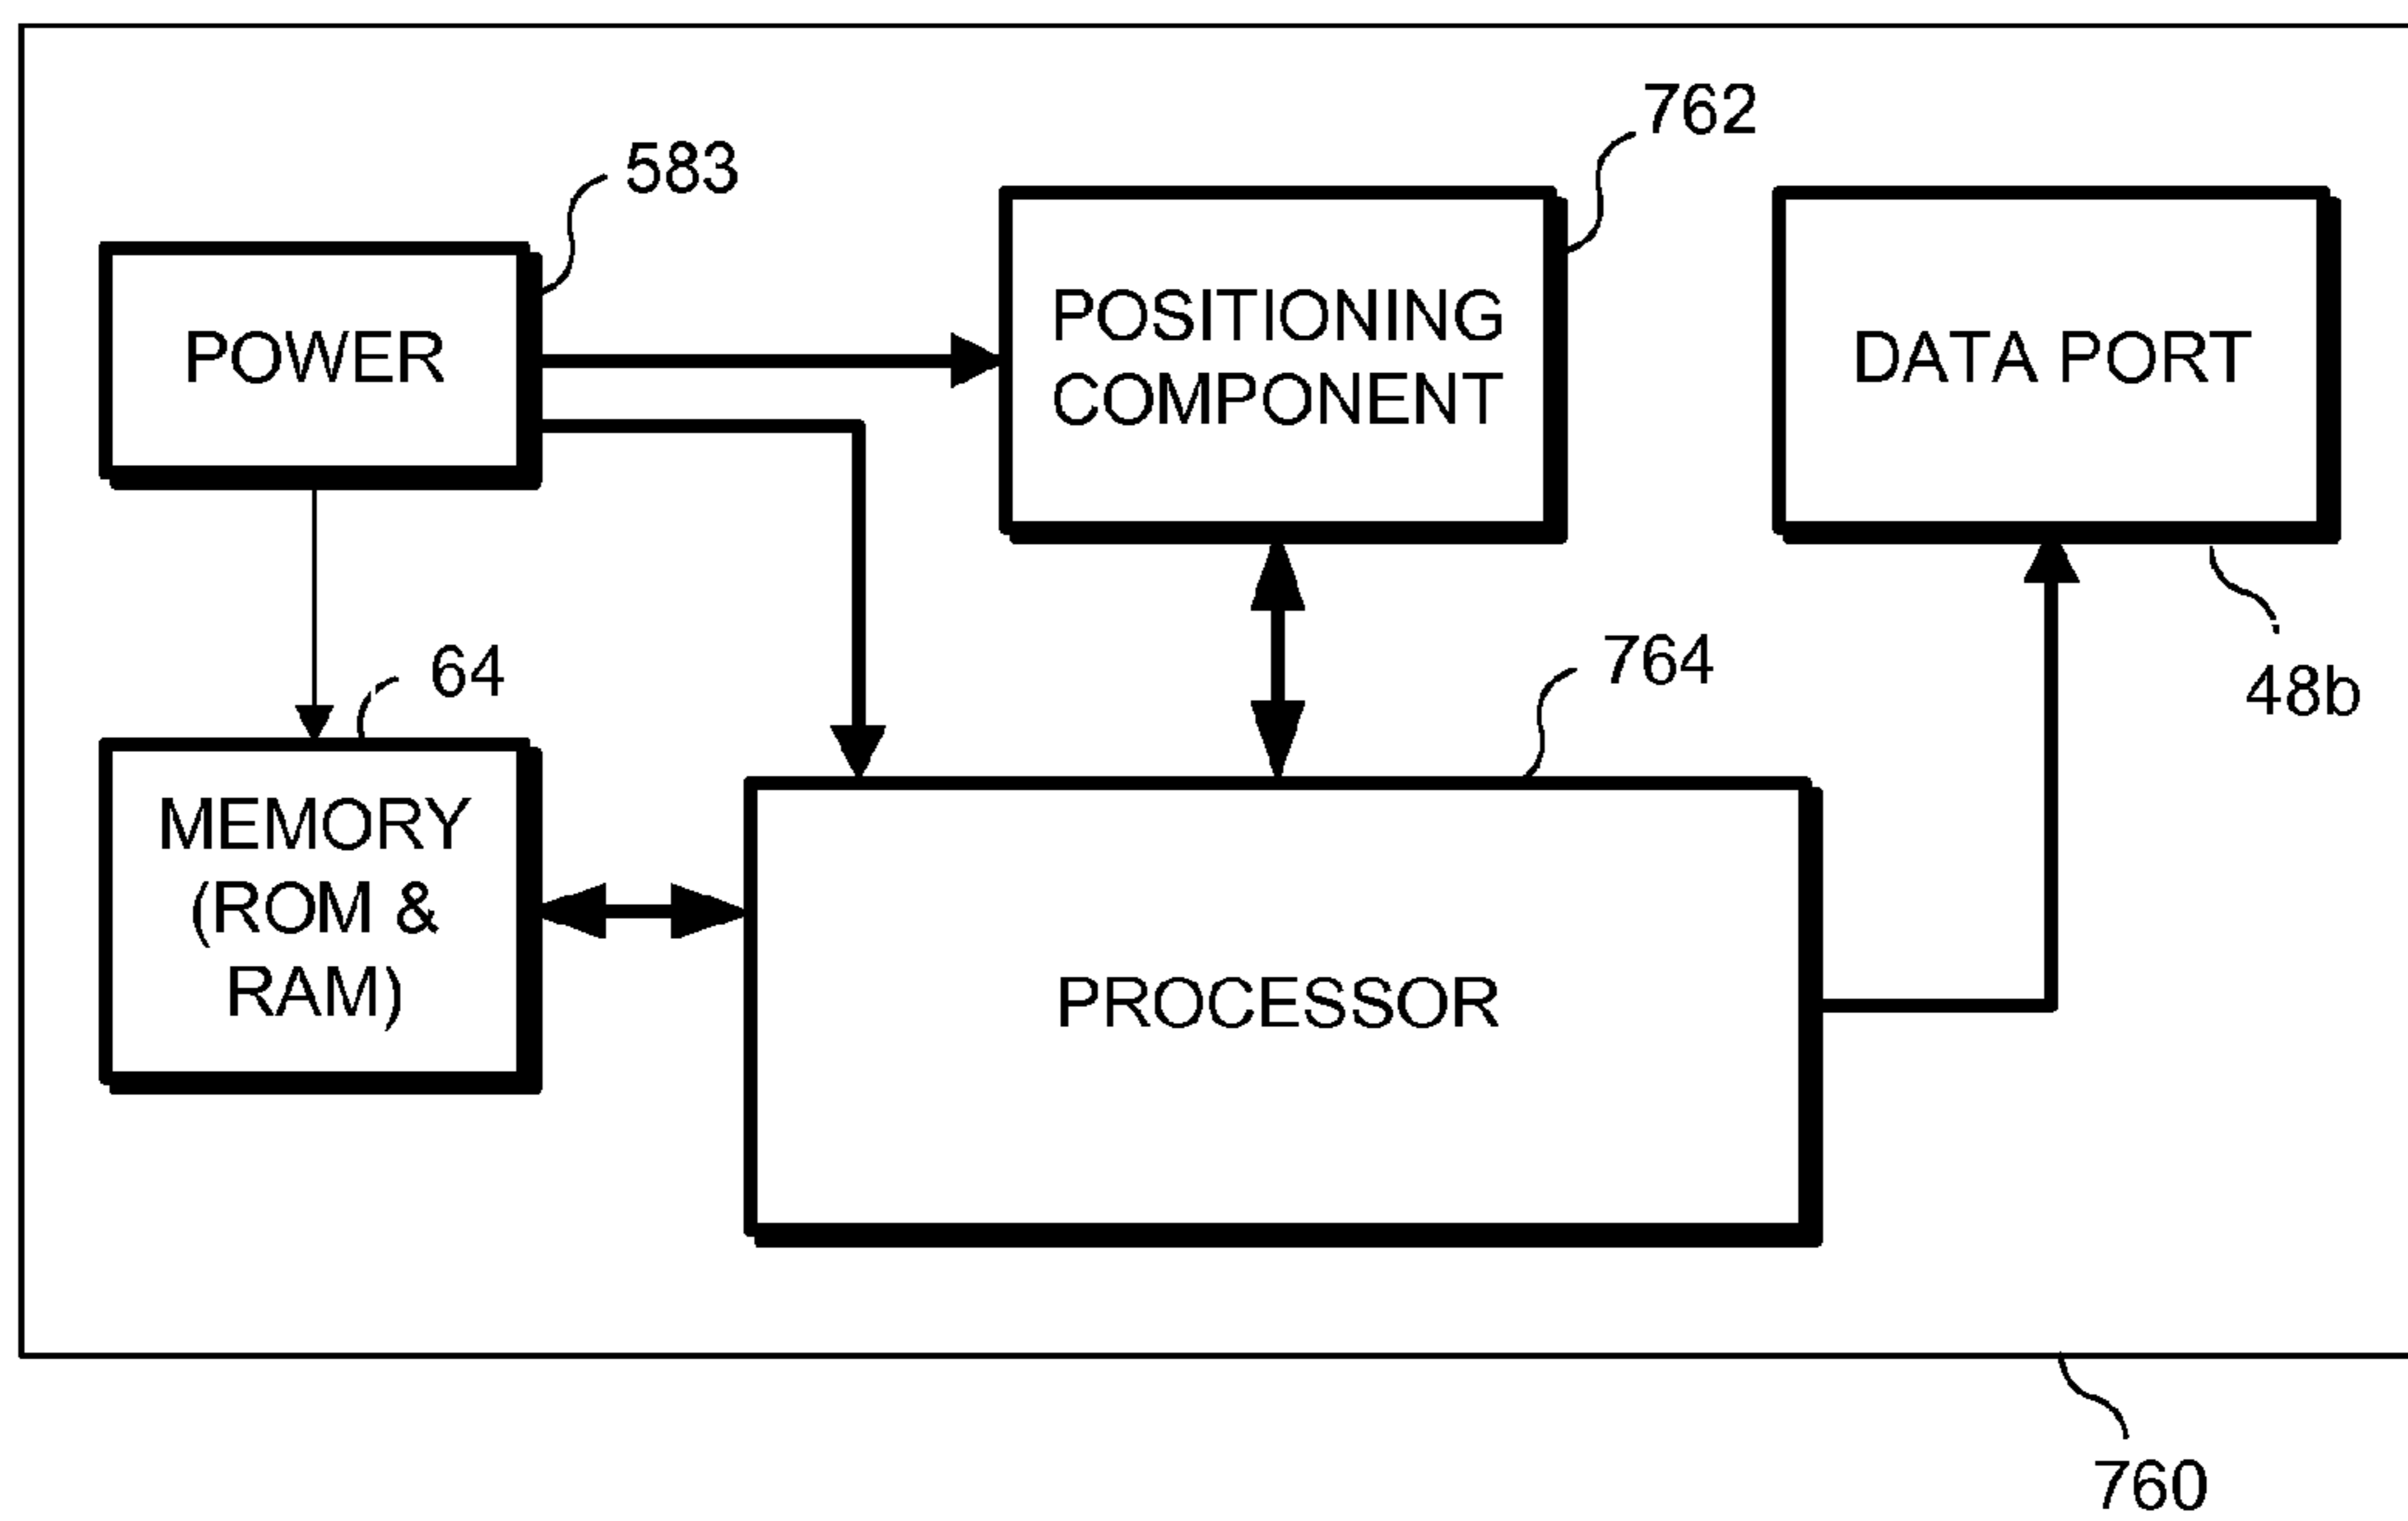 762
583
POWER
POSITIONING
COMPONENT
DATA PORT
64
764
48b
MEMORY
(ROM &
RAM)
PROCESSOR
760